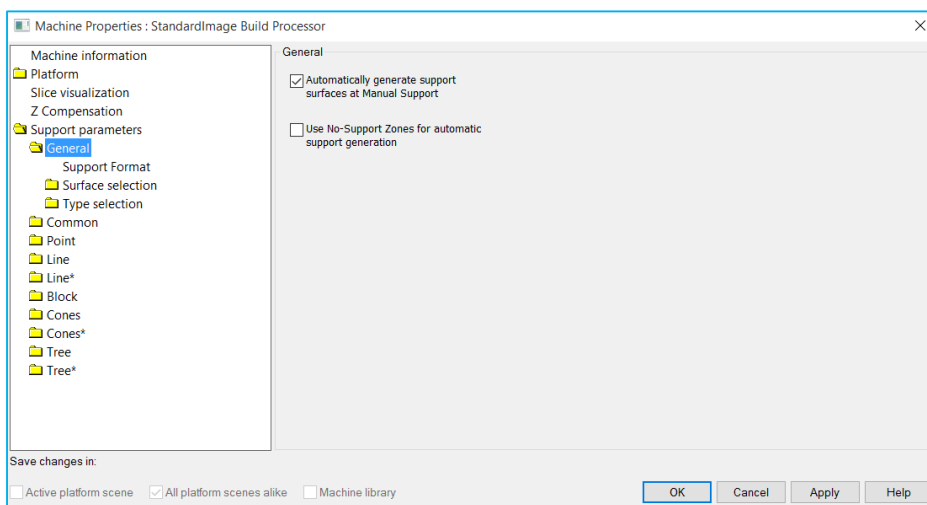 Machine Properties : StandardImage Build Processor
Machine information
Platform
Slice visualization
Z Compensation
Support parameters
General
Support Format
Surface selection
Type selection
Common
Point
Line
Line*
Block
Cones
Cones*
Tree
Tree*
General
Automatically generate support
surfaces at Manual Support
Use No-Support Zones for automatic
support generation
Save changes in:
Active platform scene All platform scenes alike Machine library
OK Cancel Apply Help